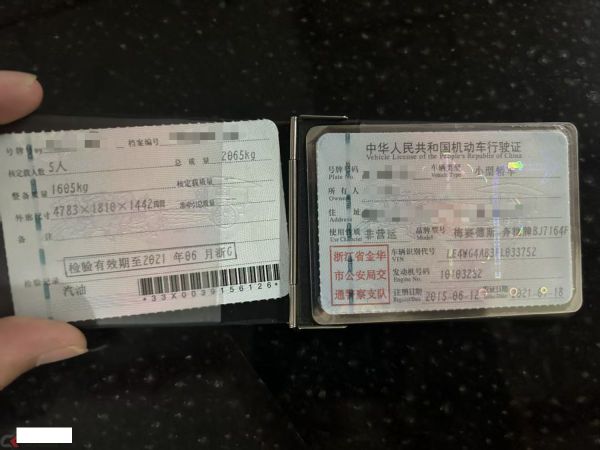 号牌号码
档案编号
核定载人数 5人
总质量 2065kg
整备质量 1605kg
核定载质量
外廓尺寸 4783×1810×1442mm
准牵引总质量
备注
检验有效期至2021年06月浙G
检验记录
汽油
*33X0039156126*
中华人民共和国机动车行驶证
Vehicle License of the People's Republic of China
号牌号码
Plate No.
车辆类型
Vehicle Type
小型轿车
所有人
Owner
住址
Address
使用性质
Use Character
非营运
品牌型号
Model
梅赛德斯-奔驰牌BJ7164F
浙江省金华
市公安局交
通警察支队
车辆识别代号
VIN
发动机号码
Engine No.
10103252
注册日期
Register Date
2015-06-12
发证日期